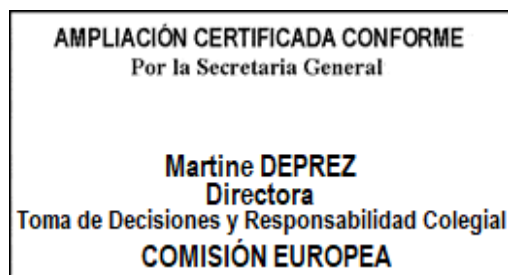 AMPLIACIÓN CERTIFICADA CONFORME
Por la Secretaria General
Martine DEPREZ
Directora
Toma de Decisiones y Responsabilidad Colegial
COMISIÓN EUROPEA